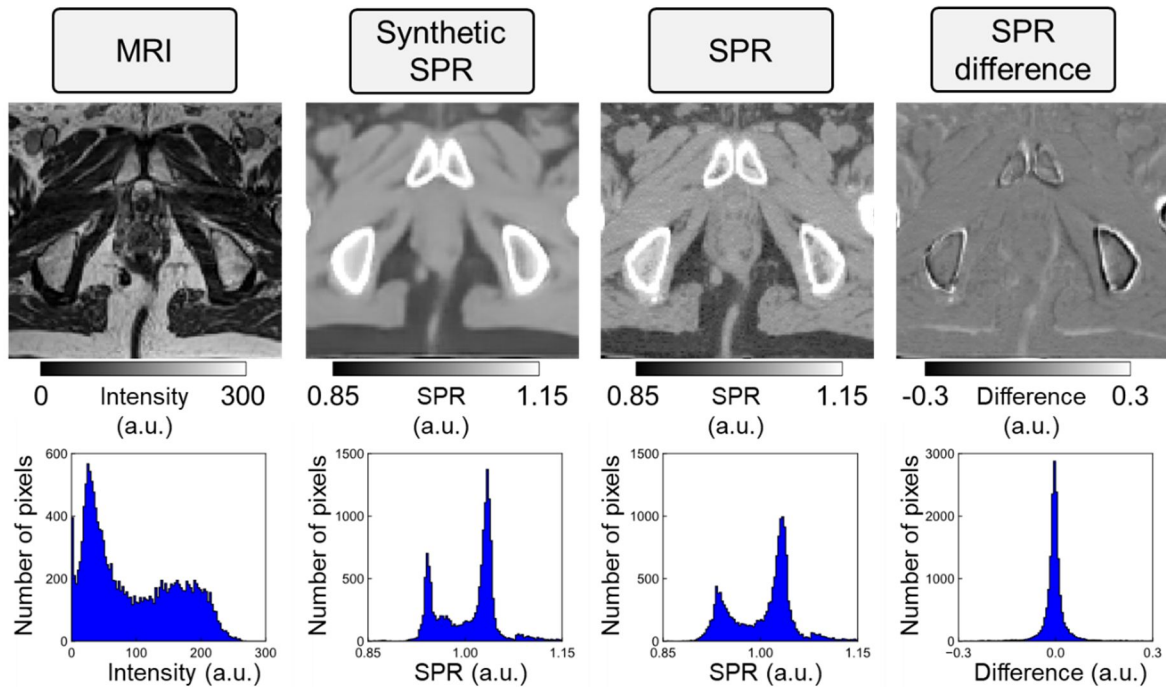 MRI
Synthetic
SPR
SPR
SPR
difference
0 Intensity 300
(a.u.)
0.85 SPR 1.15
(a.u.)
0.85 SPR 1.15
(a.u.)
-0.3 Difference 0.3
(a.u.)
Number of pixels
600
400
200
0
0 100 200 300
Intensity (a.u.)
Number of pixels
1500
1000
500
0
0.85 1.00 1.15
SPR (a.u.)
Number of pixels
1500
1000
500
0
0.85 1.00 1.15
SPR (a.u.)
Number of pixels
3000
2000
1000
0
−0.3 0.0 0.3
Difference (a.u.)